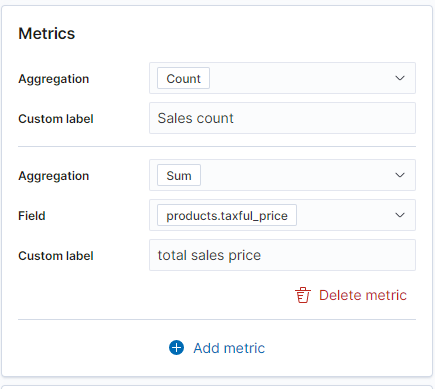 Metrics
Aggregation Count
Custom label Sales count
Aggregation Sum
Field products.taxful_price
Custom label total sales price
Delete metric
Add metric